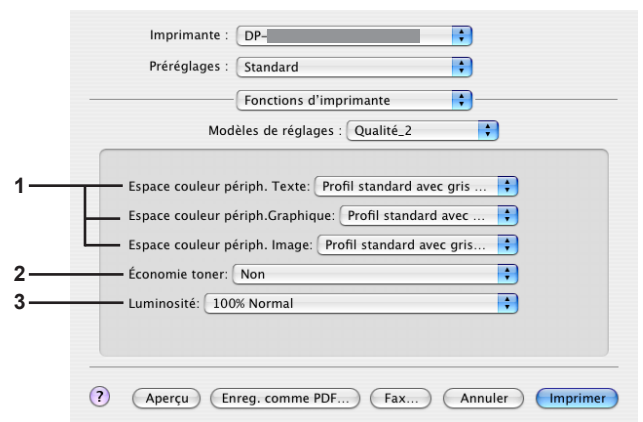 Imprimante : DP-
Préréglages : Standard
Fonctions d'imprimante
Modèles de réglages : Qualité_2
1 Espace couleur périph. Texte: Profil standard avec gris ...
Espace couleur périph.Graphique: Profil standard avec ...
Espace couleur périph. Image: Profil standard avec gris...
2 Économie toner: Non
3 Luminosité: 100% Normal
? Aperçu Enreg. comme PDF... Fax... Annuler Imprimer